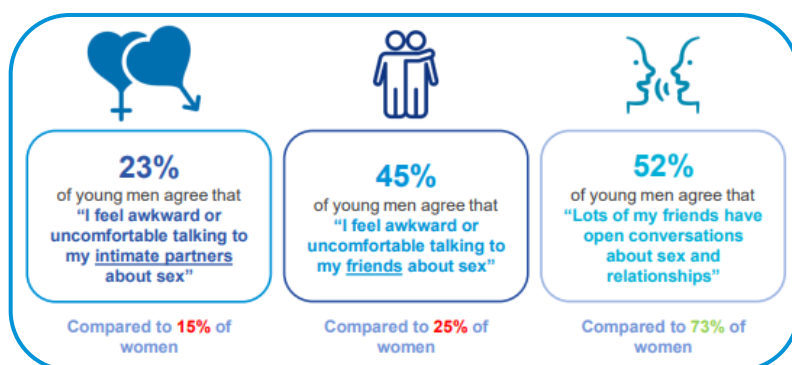 23%
of young men agree that
“I feel awkward or
uncomfortable talking to
my intimate partners
about sex”
Compared to 15% of
women
45%
of young men agree that
“I feel awkward or
uncomfortable talking to
my friends about sex”
Compared to 25% of
women
52%
of young men agree that
“Lots of my friends have
open conversations
about sex and
relationships”
Compared to 73% of
women